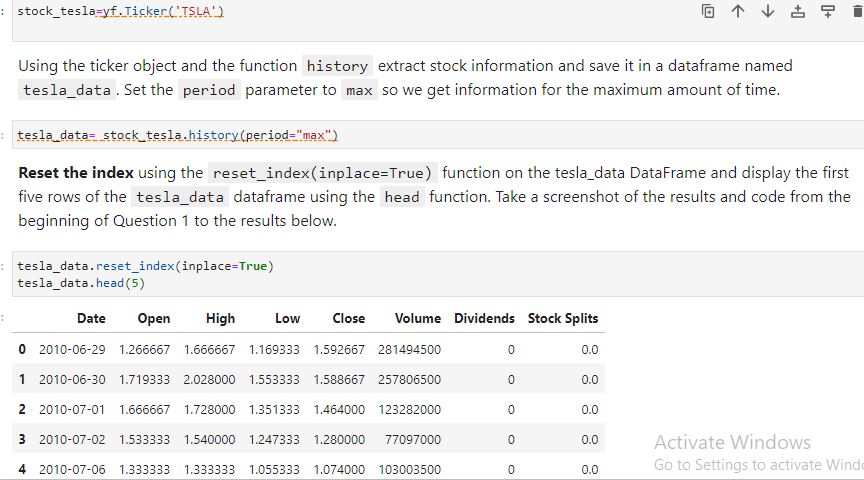 stock_tesla=yf.Ticker('TSLA')
Using the ticker object and the function history extract stock information and save it in a dataframe named
tesla_data . Set the period parameter to max so we get information for the maximum amount of time.
tesla_data= stock_tesla.history(period="max")
Reset the index using the reset_index(inplace=True) function on the tesla_data DataFrame and display the first
five rows of the tesla_data dataframe using the head function. Take a screenshot of the results and code from the
beginning of Question 1 to the results below.
tesla_data.reset_index(inplace=True)
tesla_data.head(5)
Date Open High Low Close Volume Dividends Stock Splits
0 2010-06-29 1.266667 1.666667 1.169333 1.592667 281494500 0 0.0
1 2010-06-30 1.719333 2.028000 1.553333 1.588667 257806500 0 0.0
2 2010-07-01 1.666667 1.728000 1.351333 1.464000 123282000 0 0.0
3 2010-07-02 1.533333 1.540000 1.247333 1.280000 77097000 0 0.0
4 2010-07-06 1.333333 1.333333 1.055333 1.074000 103003500 0 0.0
Activate Windows
Go to Settings to activate Windo